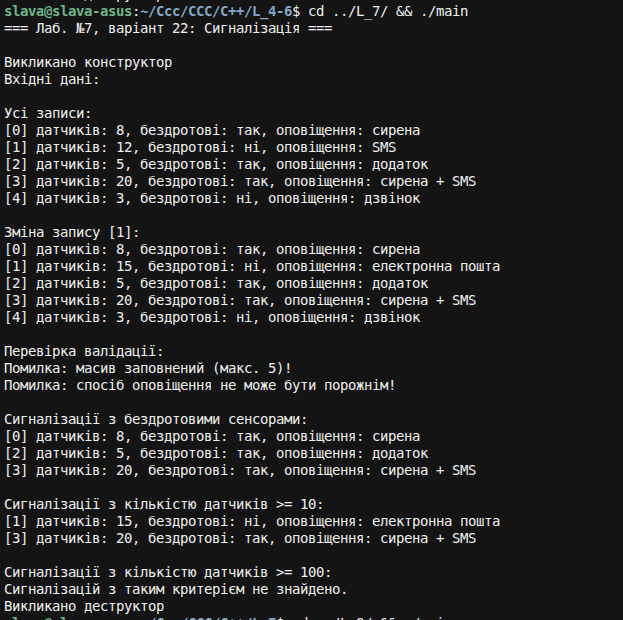 slava@slava-asus:~/Ccc/CCC/C++/L_4-6$ cd ../L_7/ && ./main
=== Лаб. №7, варіант 22: Сигналізація ===
Викликано конструктор
Вхідні дані:
Усі записи:
[0] датчиків: 8, бездротові: так, оповіщення: сирена
[1] датчиків: 12, бездротові: ні, оповіщення: SMS
[2] датчиків: 5, бездротові: так, оповіщення: додаток
[3] датчиків: 20, бездротові: так, оповіщення: сирена + SMS
[4] датчиків: 3, бездротові: ні, оповіщення: дзвінок
Зміна запису [1]:
[0] датчиків: 8, бездротові: так, оповіщення: сирена
[1] датчиків: 15, бездротові: ні, оповіщення: електронна пошта
[2] датчиків: 5, бездротові: так, оповіщення: додаток
[3] датчиків: 20, бездротові: так, оповіщення: сирена + SMS
[4] датчиків: 3, бездротові: ні, оповіщення: дзвінок
Перевірка валідації:
Помилка: масив заповнений (макс. 5)!
Помилка: спосіб оповіщення не може бути порожнім!
Сигналізації з бездротовими сенсорами:
[0] датчиків: 8, бездротові: так, оповіщення: сирена
[2] датчиків: 5, бездротові: так, оповіщення: додаток
[3] датчиків: 20, бездротові: так, оповіщення: сирена + SMS
Сигналізації з кількістю датчиків >= 10:
[1] датчиків: 15, бездротові: ні, оповіщення: електронна пошта
[3] датчиків: 20, бездротові: так, оповіщення: сирена + SMS
Сигналізації з кількістю датчиків >= 100:
Сигналізацій з таким критерієм не знайдено.
Викликано деструктор